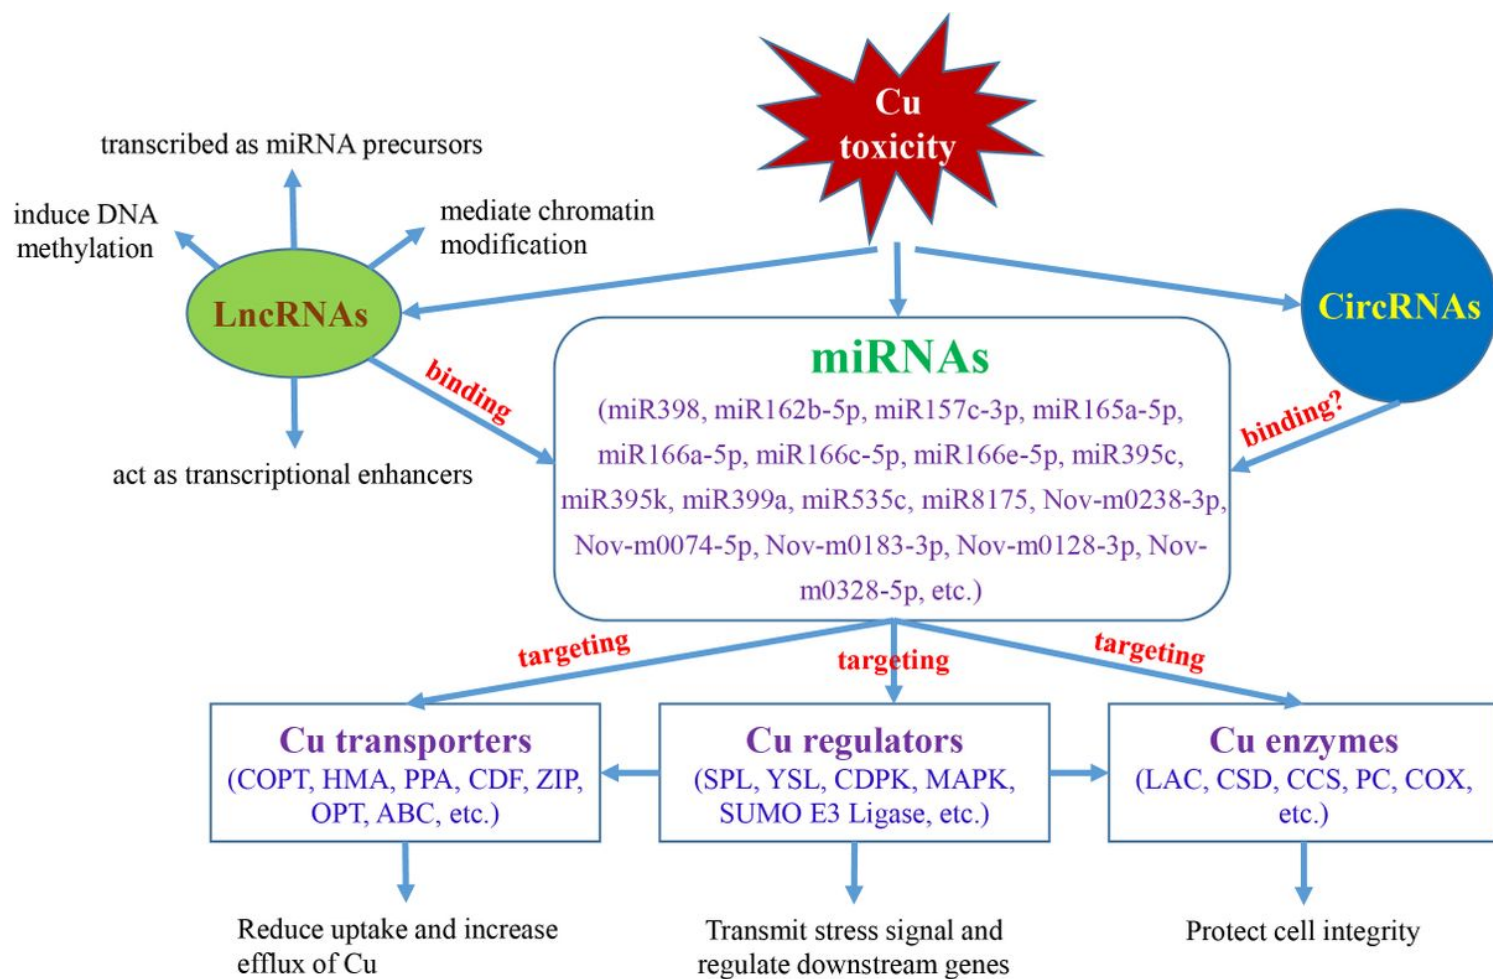 Cu
toxicity
transcribed as miRNA precursors
induce DNA
methylation
mediate chromatin
modification
LncRNAs
CircRNAs
binding
binding?
act as transcriptional enhancers
miRNAs
(miR398, miR162b-5p, miR157c-3p, miR165a-5p,
miR166a-5p, miR166c-5p, miR166e-5p, miR395c,
miR395k, miR399a, miR535c, miR8175, Nov-m0238-3p,
Nov-m0074-5p, Nov-m0183-3p, Nov-m0128-3p, Nov-
m0328-5p, etc.)
targeting
targeting
targeting
Cu transporters
(COPT, HMA, PPA, CDF, ZIP,
OPT, ABC, etc.)
Cu regulators
(SPL, YSL, CDPK, MAPK,
SUMO E3 Ligase, etc.)
Cu enzymes
(LAC, CSD, CCS, PC, COX,
etc.)
Reduce uptake and increase
efflux of Cu
Transmit stress signal and
regulate downstream genes
Protect cell integrity